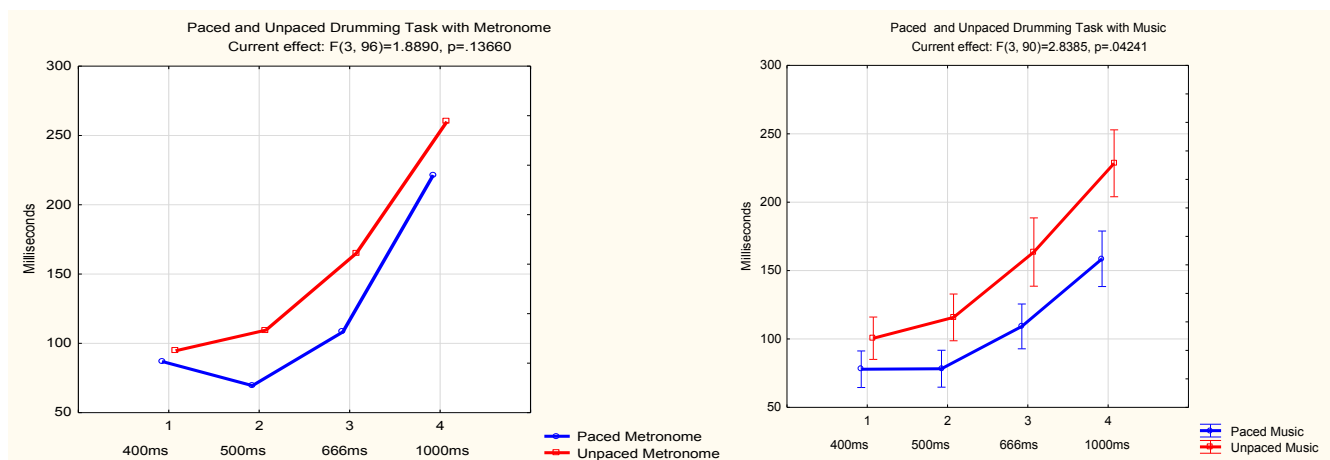 Paced and Unpaced Drumming Task with Metronome
Current effect: F(3, 96)=1.8890, p=.13660
Milliseconds
300
250
200
150
100
50
1 2 3 4
400ms 500ms 666ms 1000ms
Paced Metronome
Unpaced Metronome
Paced and Unpaced Drumming Task with Music
Current effect: F(3, 90)=2.8385, p=.04241
Milliseconds
300
250
200
150
100
50
1 2 3 4
400ms 500ms 666ms 1000ms
Paced Music
Unpaced Music